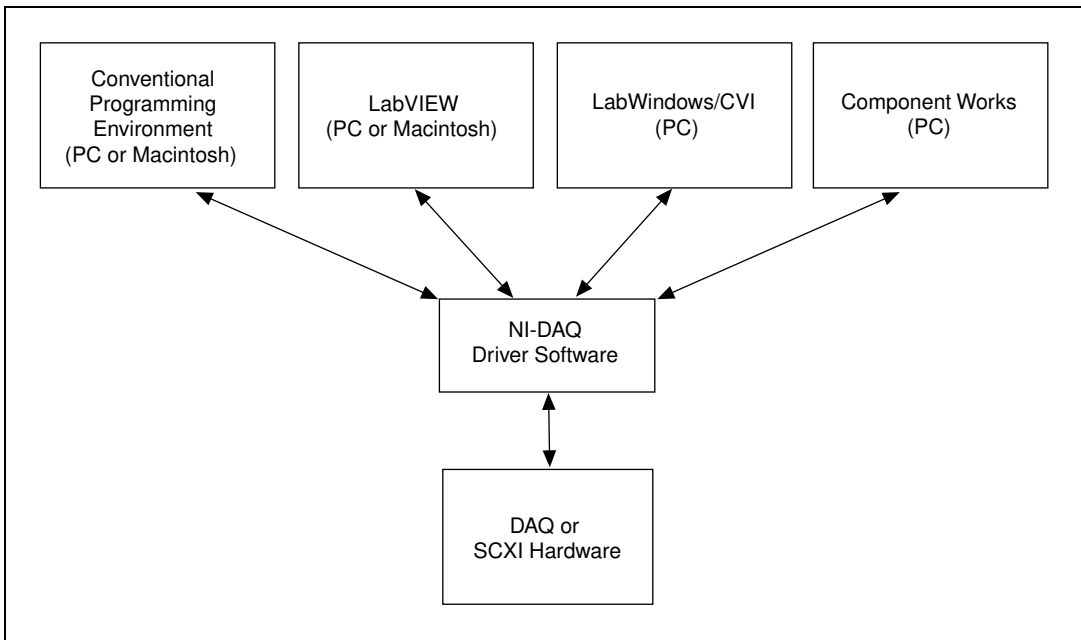 Conventional
Programming
Environment
(PC or Macintosh)
LabVIEW
(PC or Macintosh)
LabWindows/CVI
(PC)
Component Works
(PC)
NI-DAQ
Driver Software
DAQ or
SCXI Hardware